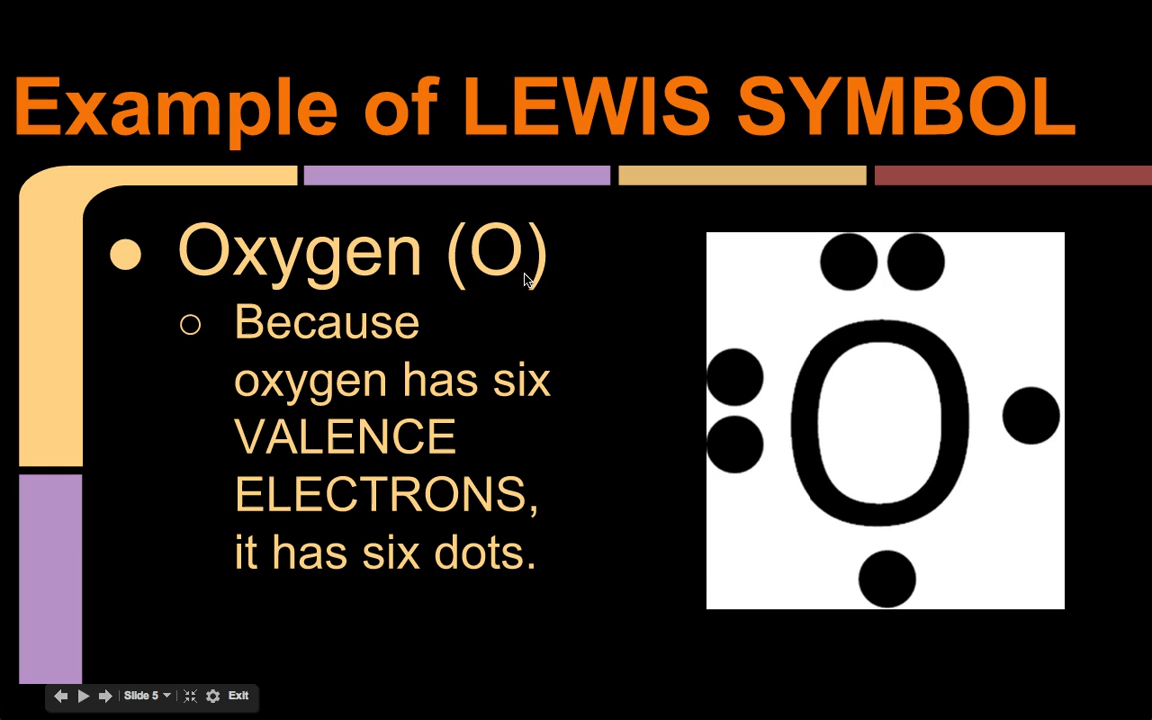 Example of LEWIS SYMBOL
● Oxygen (O)
○ Because
oxygen has six
VALENCE
ELECTRONS,
it has six dots.
O
Slide 5
Exit